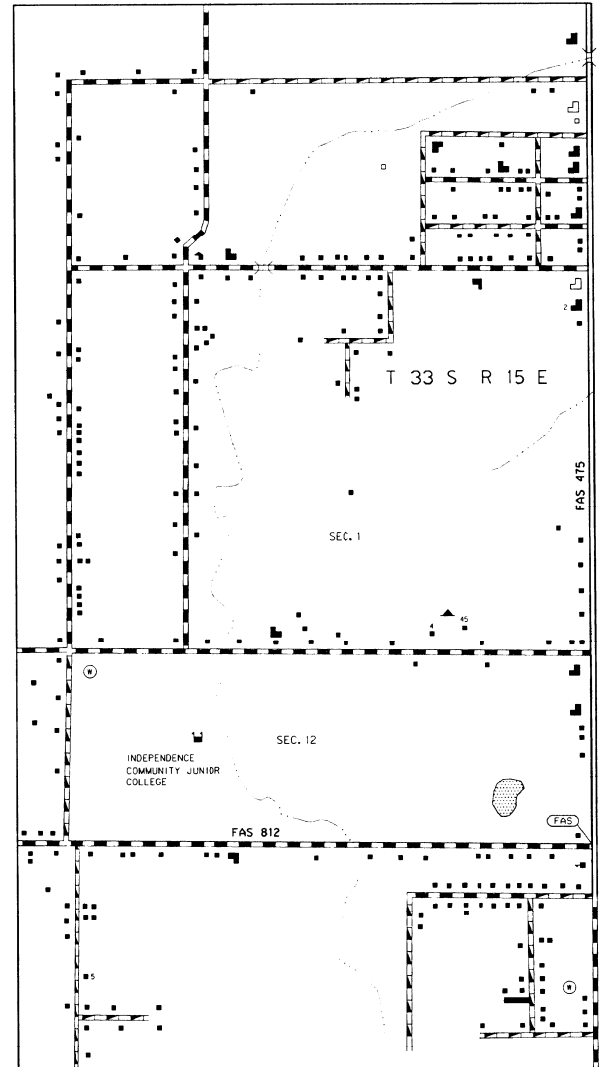 2
T 33 S R 15 E
FAS 475
SEC. 1
4
45
W
SEC. 12
INDEPENDENCE
COMMUNITY JUNIOR
COLLEGE
FAS
FAS 812
5
W